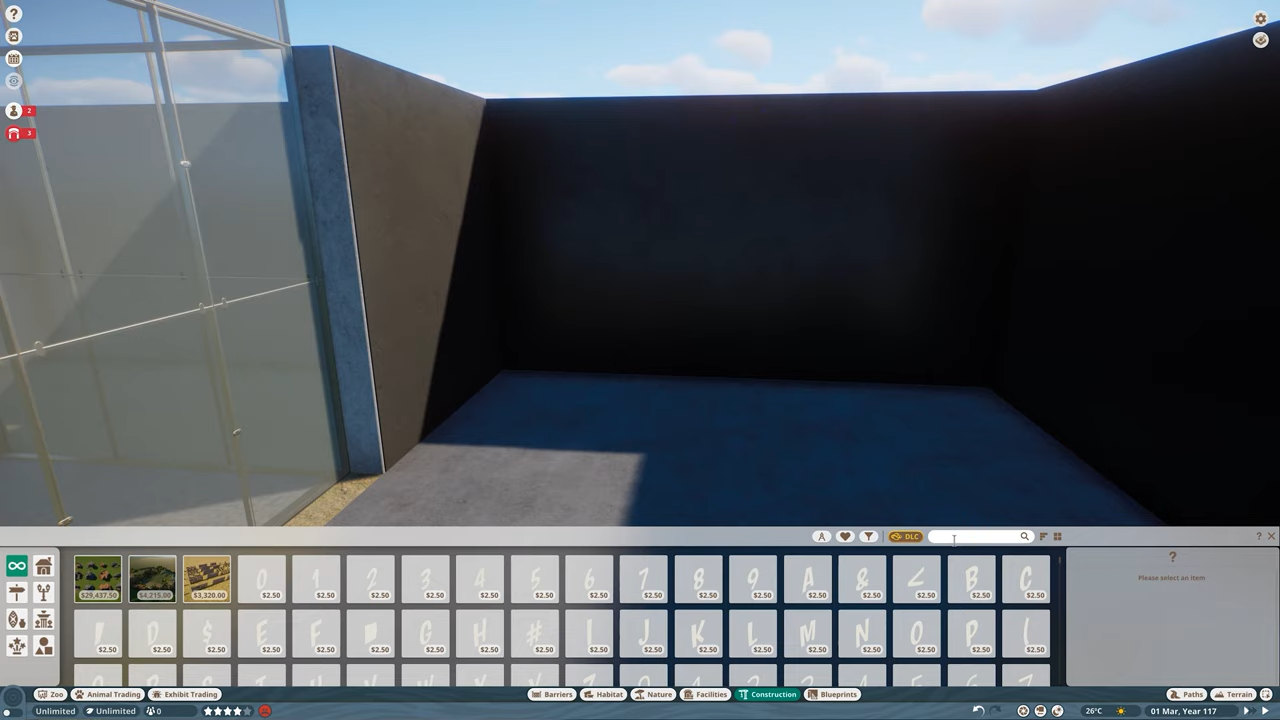 2
3
DLC
?
?
Please select an item
$29,437.50 $4,215.00 $3,320.00 0 $2.50 1 $2.50 2 $2.50 3 $2.50 4 $2.50 5 $2.50 6 $2.50 7 $2.50 8 $2.50 9 $2.50 A $2.50 & $2.50 < $2.50 B $2.50 C $2.50
$2.50 D $2.50 $ $2.50 E $2.50 F $2.50 $2.50 G $2.50 H $2.50 # $2.50 I $2.50 J $2.50 K $2.50 L $2.50 M $2.50 N $2.50 O $2.50 P $2.50 ( $2.50
Zoo Animal Trading Exhibit Trading Barriers Habitat Nature Facilities Construction Blueprints Paths Terrain
Unlimited Unlimited 0 26°C 01 Mar, Year 117